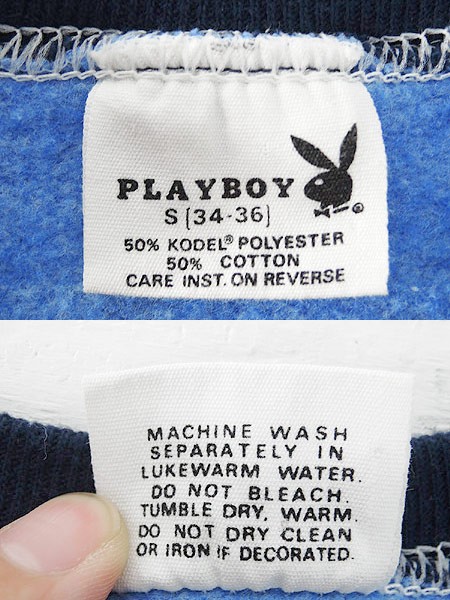 PLAYBOY
®
S [34-36]
50% KODEL® POLYESTER
50% COTTON
CARE INST. ON REVERSE
MACHINE WASH
SEPARATELY IN
LUKEWARM WATER.
DO NOT BLEACH.
TUMBLE DRY, WARM.
DO NOT DRY CLEAN
OR IRON IF DECORATED.